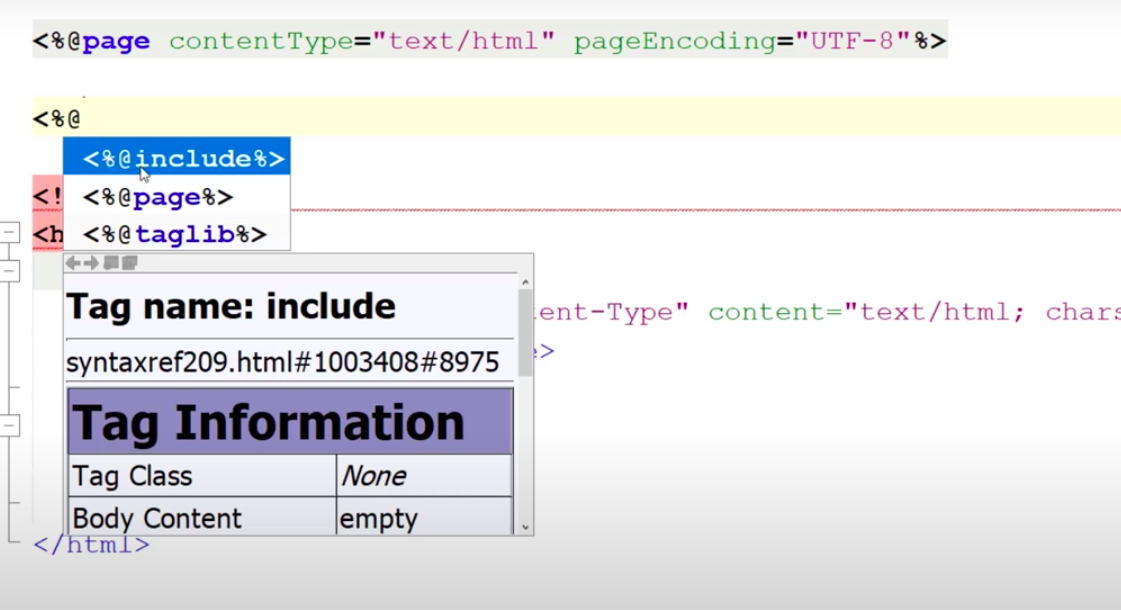 <%@page contentType="text/html" pageEncoding="UTF-8"%>
<%@
<%@include%>
<! <%@page%>
<h <%@taglib%>
Tag name: include
ent-Type" content="text/html; chars
syntaxref209.html#1003408#8975
>
Tag Information
Tag Class None
Body Content empty
</html>